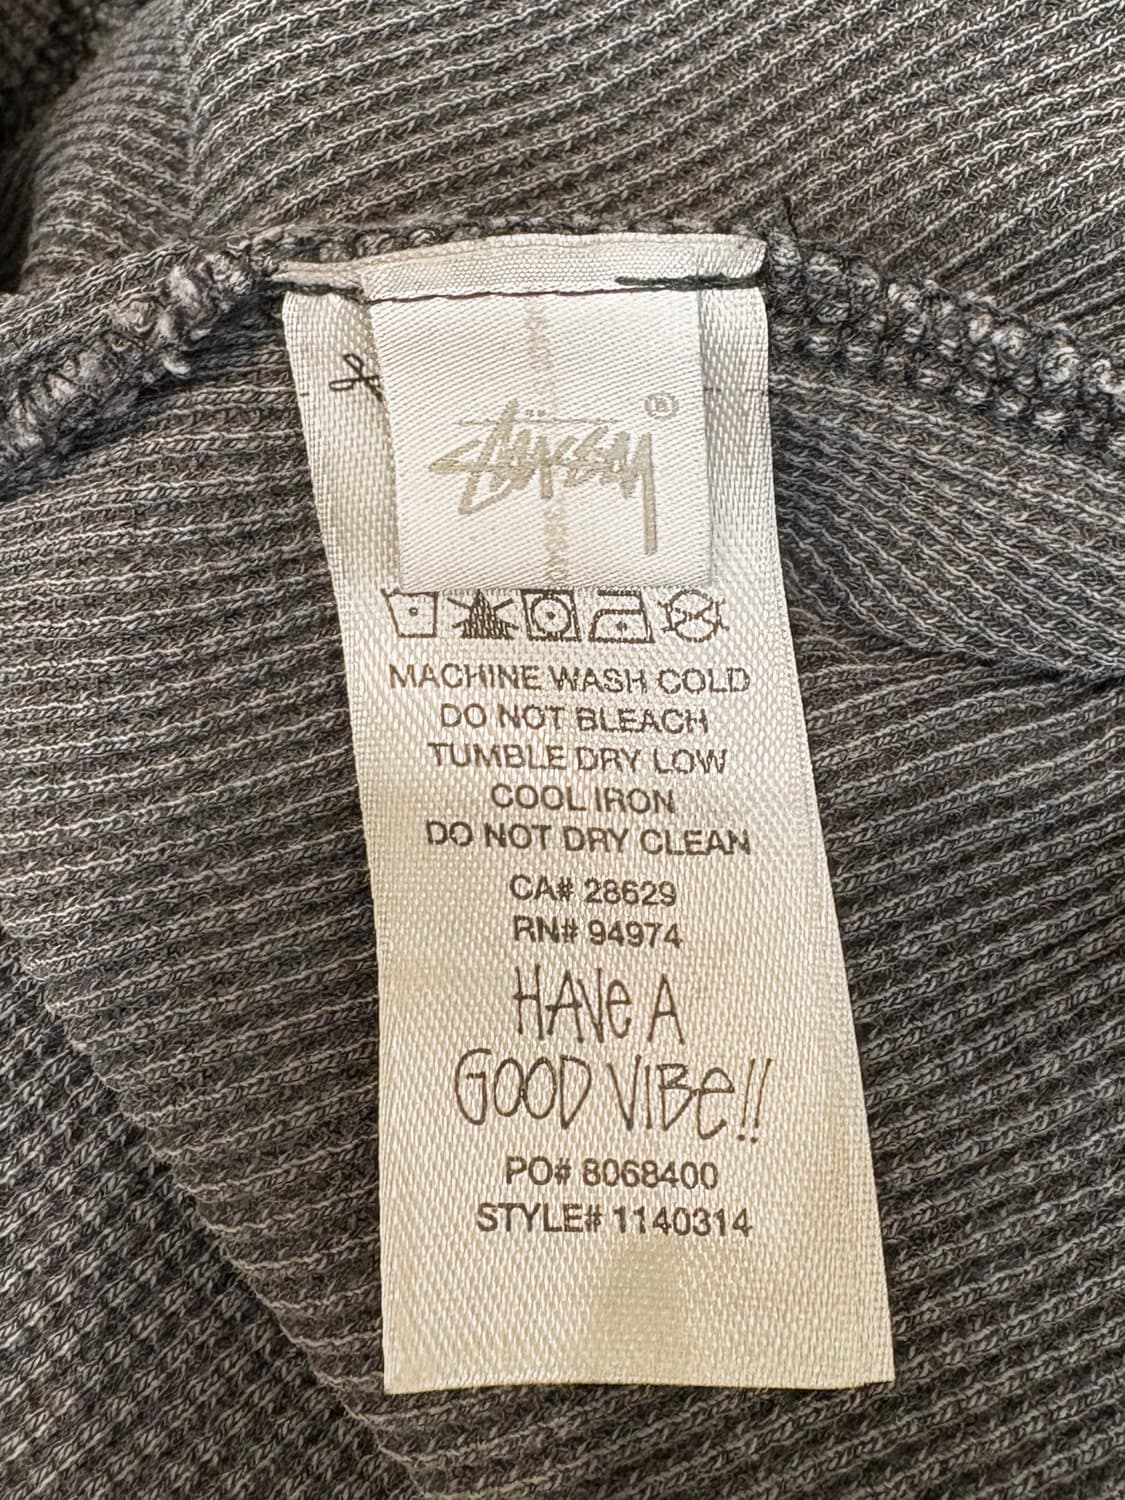 STÜSSY ®
MACHINE WASH COLD
DO NOT BLEACH
TUMBLE DRY LOW
COOL IRON
DO NOT DRY CLEAN
CA# 28629
RN# 94974
HAVe A
GOOD VIBe!!
PO# 8068400
STYLE# 1140314